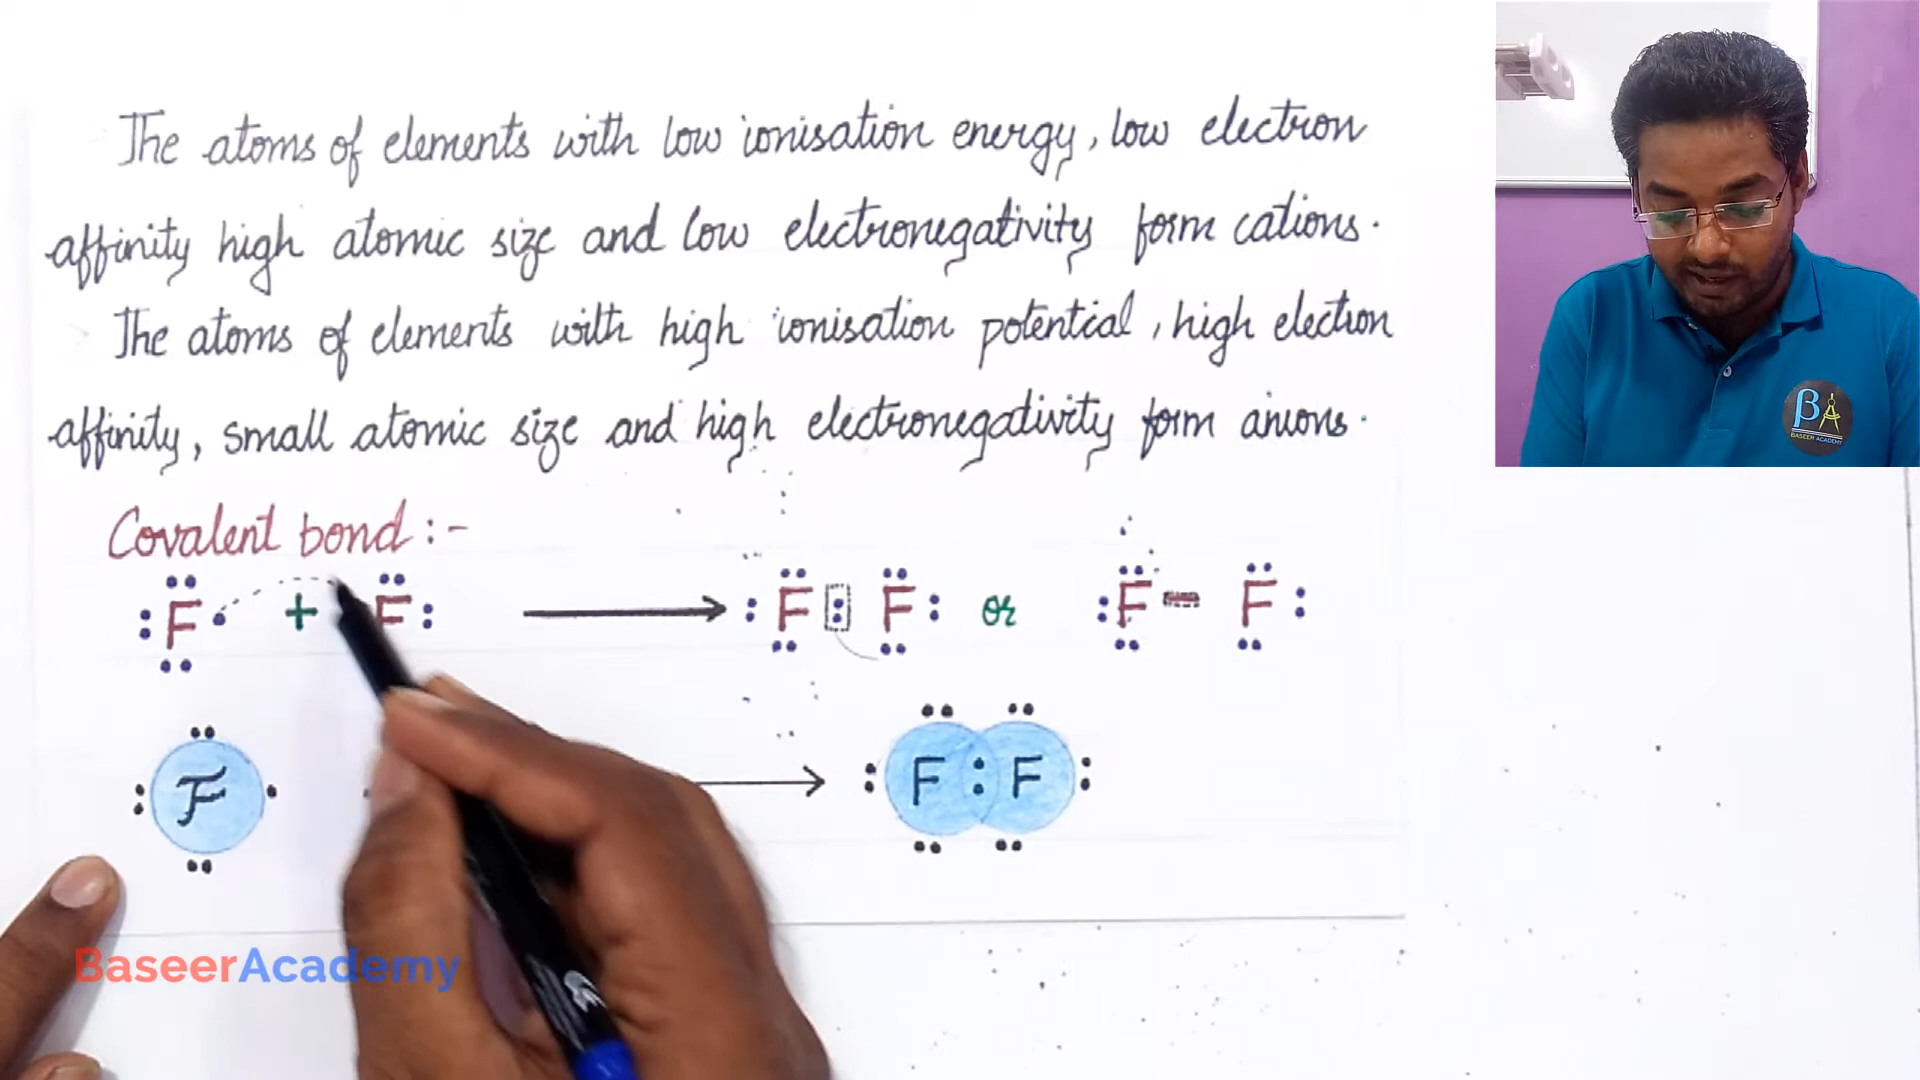 The atoms of elements with low ionisation energy, low electron
affinity high atomic size and low electronegativity form cations.
The atoms of elements with high ionisation potential, high electron
affinity, small atomic size and high electronegativity form anions.
Covalent bond :-
F + F → F : F or F - F
F → F : F
BaseerAcademy
βA
BASEER ACADEMY